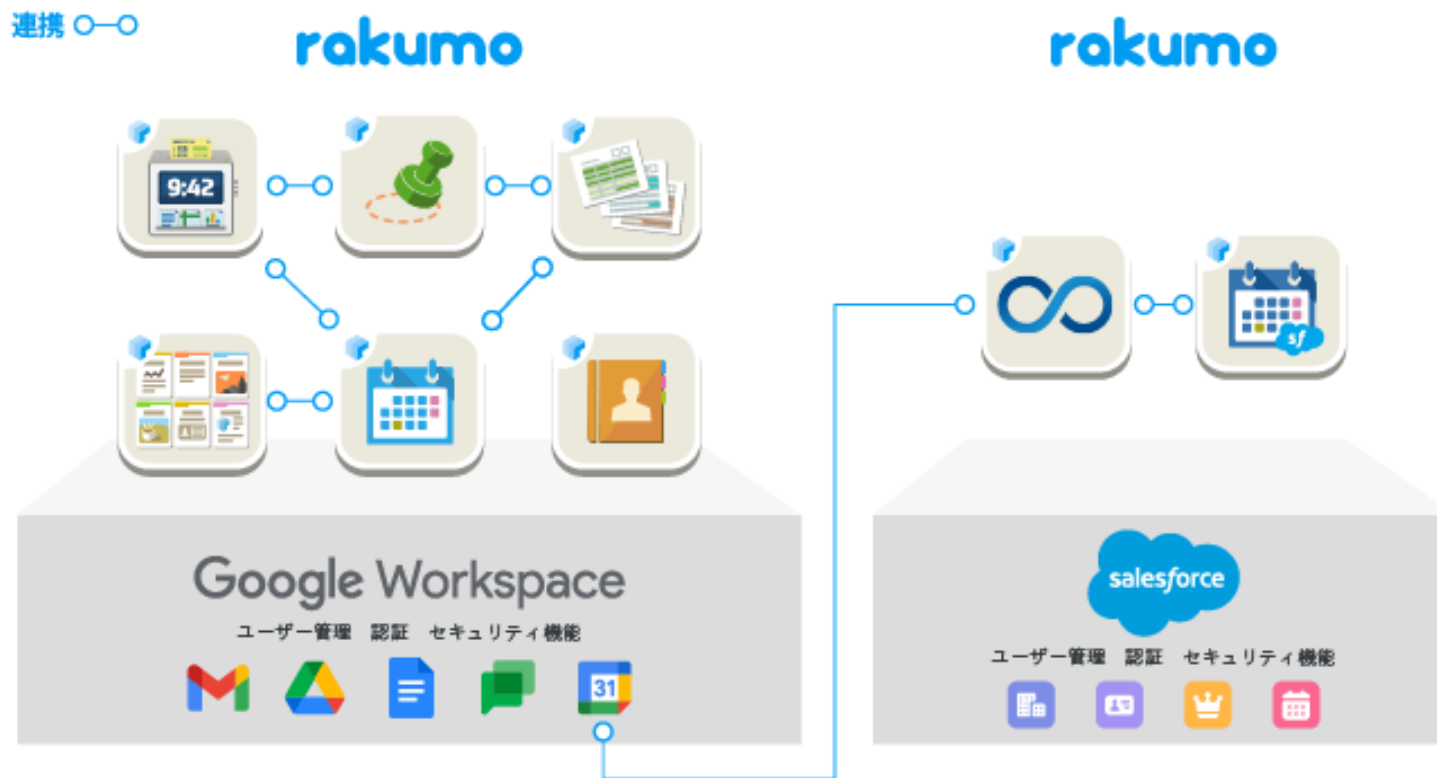 連携
rakumo
rakumo
9:42
sf
Google Workspace
ユーザー管理 認証 セキュリティ機能
31
salesforce
ユーザー管理 認証 セキュリティ機能